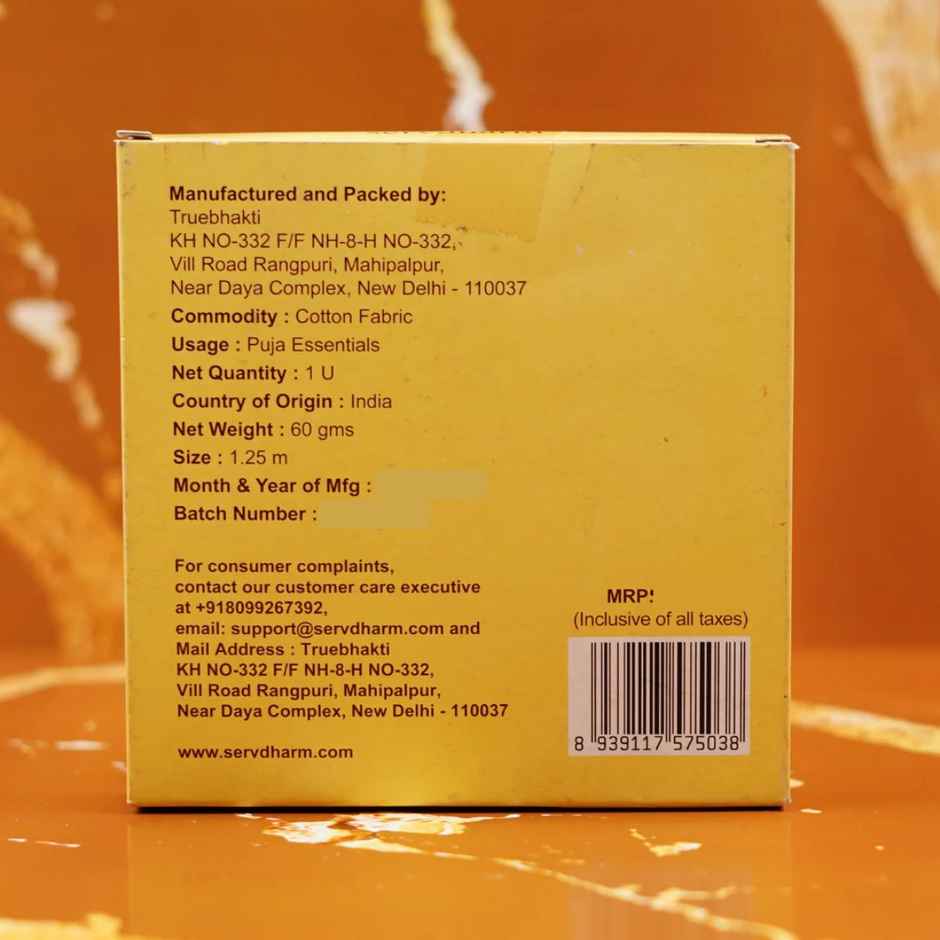 Manufactured and Packed by:
Truebhakti
KH NO-332 F/F NH-8-H NO-332,
Vill Road Rangpuri, Mahipalpur,
Near Daya Complex, New Delhi - 110037
Commodity : Cotton Fabric
Usage : Puja Essentials
Net Quantity : 1 U
Country of Origin : India
Net Weight : 60 gms
Size : 1.25 m
Month & Year of Mfg :
Batch Number :
For consumer complaints,
contact our customer care executive
at +918099267392,
email: support@servdharm.com and
Mail Address : Truebhakti
KH NO-332 F/F NH-8-H NO-332,
Vill Road Rangpuri, Mahipalpur,
Near Daya Complex, New Delhi - 110037
www.servdharm.com
MRP
(Inclusive of all taxes)
8 939117 575038